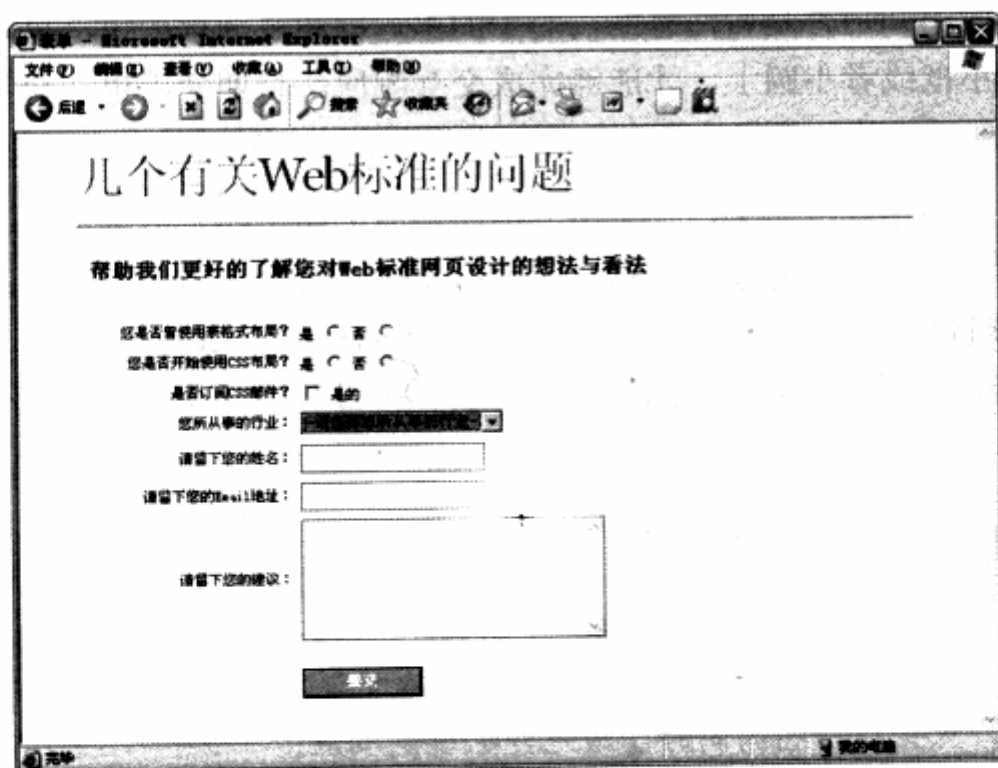 表单 - Microsoft Internet Explorer
文件(F) 编辑(E) 查看(V) 收藏(A) 工具(T) 帮助(H)
后退 搜索 收藏夹
几个有关Web标准的问题
帮助我们更好的了解您对Web标准网页设计的想法与看法
您是否曾使用表格式布局? 是 否
您是否开始使用CSS布局? 是 否
是否订阅CSS邮件? 是的
您所从事的行业:
请留下您的姓名:
请留下您的Email地址:
请留下您的建议:
提交
完毕 我的电脑